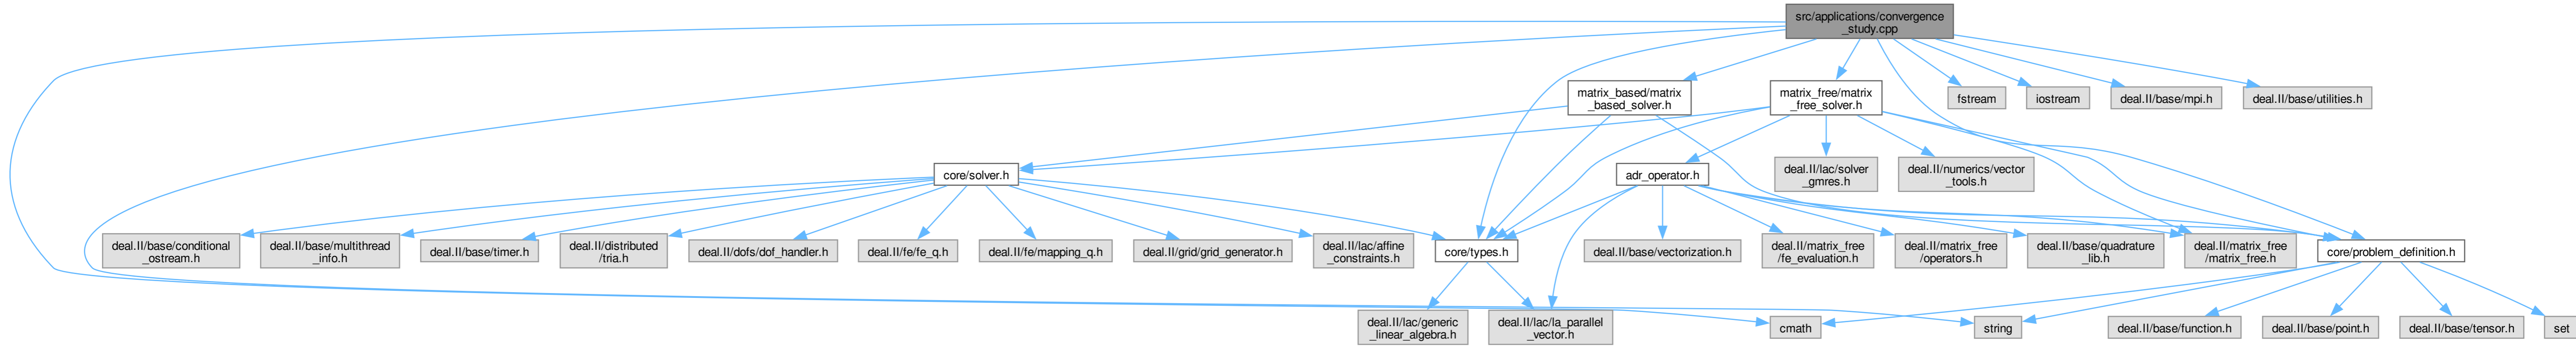 src/applications/convergence
_study.cpp
matrix_based/matrix
_based_solver.h
matrix_free/matrix
_free_solver.h
fstream
iostream
deal.II/base/mpi.h
deal.II/base/utilities.h
core/solver.h
adr_operator.h
deal.II/lac/solver
_gmres.h
deal.II/numerics/vector
_tools.h
deal.II/base/conditional
_ostream.h
deal.II/base/multithread
_info.h
deal.II/base/timer.h
deal.II/distributed
/tria.h
deal.II/dofs/dof_handler.h
deal.II/fe/fe_q.h
deal.II/fe/mapping_q.h
deal.II/grid/grid_generator.h
deal.II/lac/affine
_constraints.h
core/types.h
deal.II/base/vectorization.h
deal.II/matrix_free
/fe_evaluation.h
deal.II/matrix_free
/operators.h
deal.II/base/quadrature
_lib.h
deal.II/matrix_free
/matrix_free.h
core/problem_definition.h
deal.II/lac/generic
_linear_algebra.h
deal.II/lac/la_parallel
_vector.h
cmath
string
deal.II/base/function.h
deal.II/base/point.h
deal.II/base/tensor.h
set